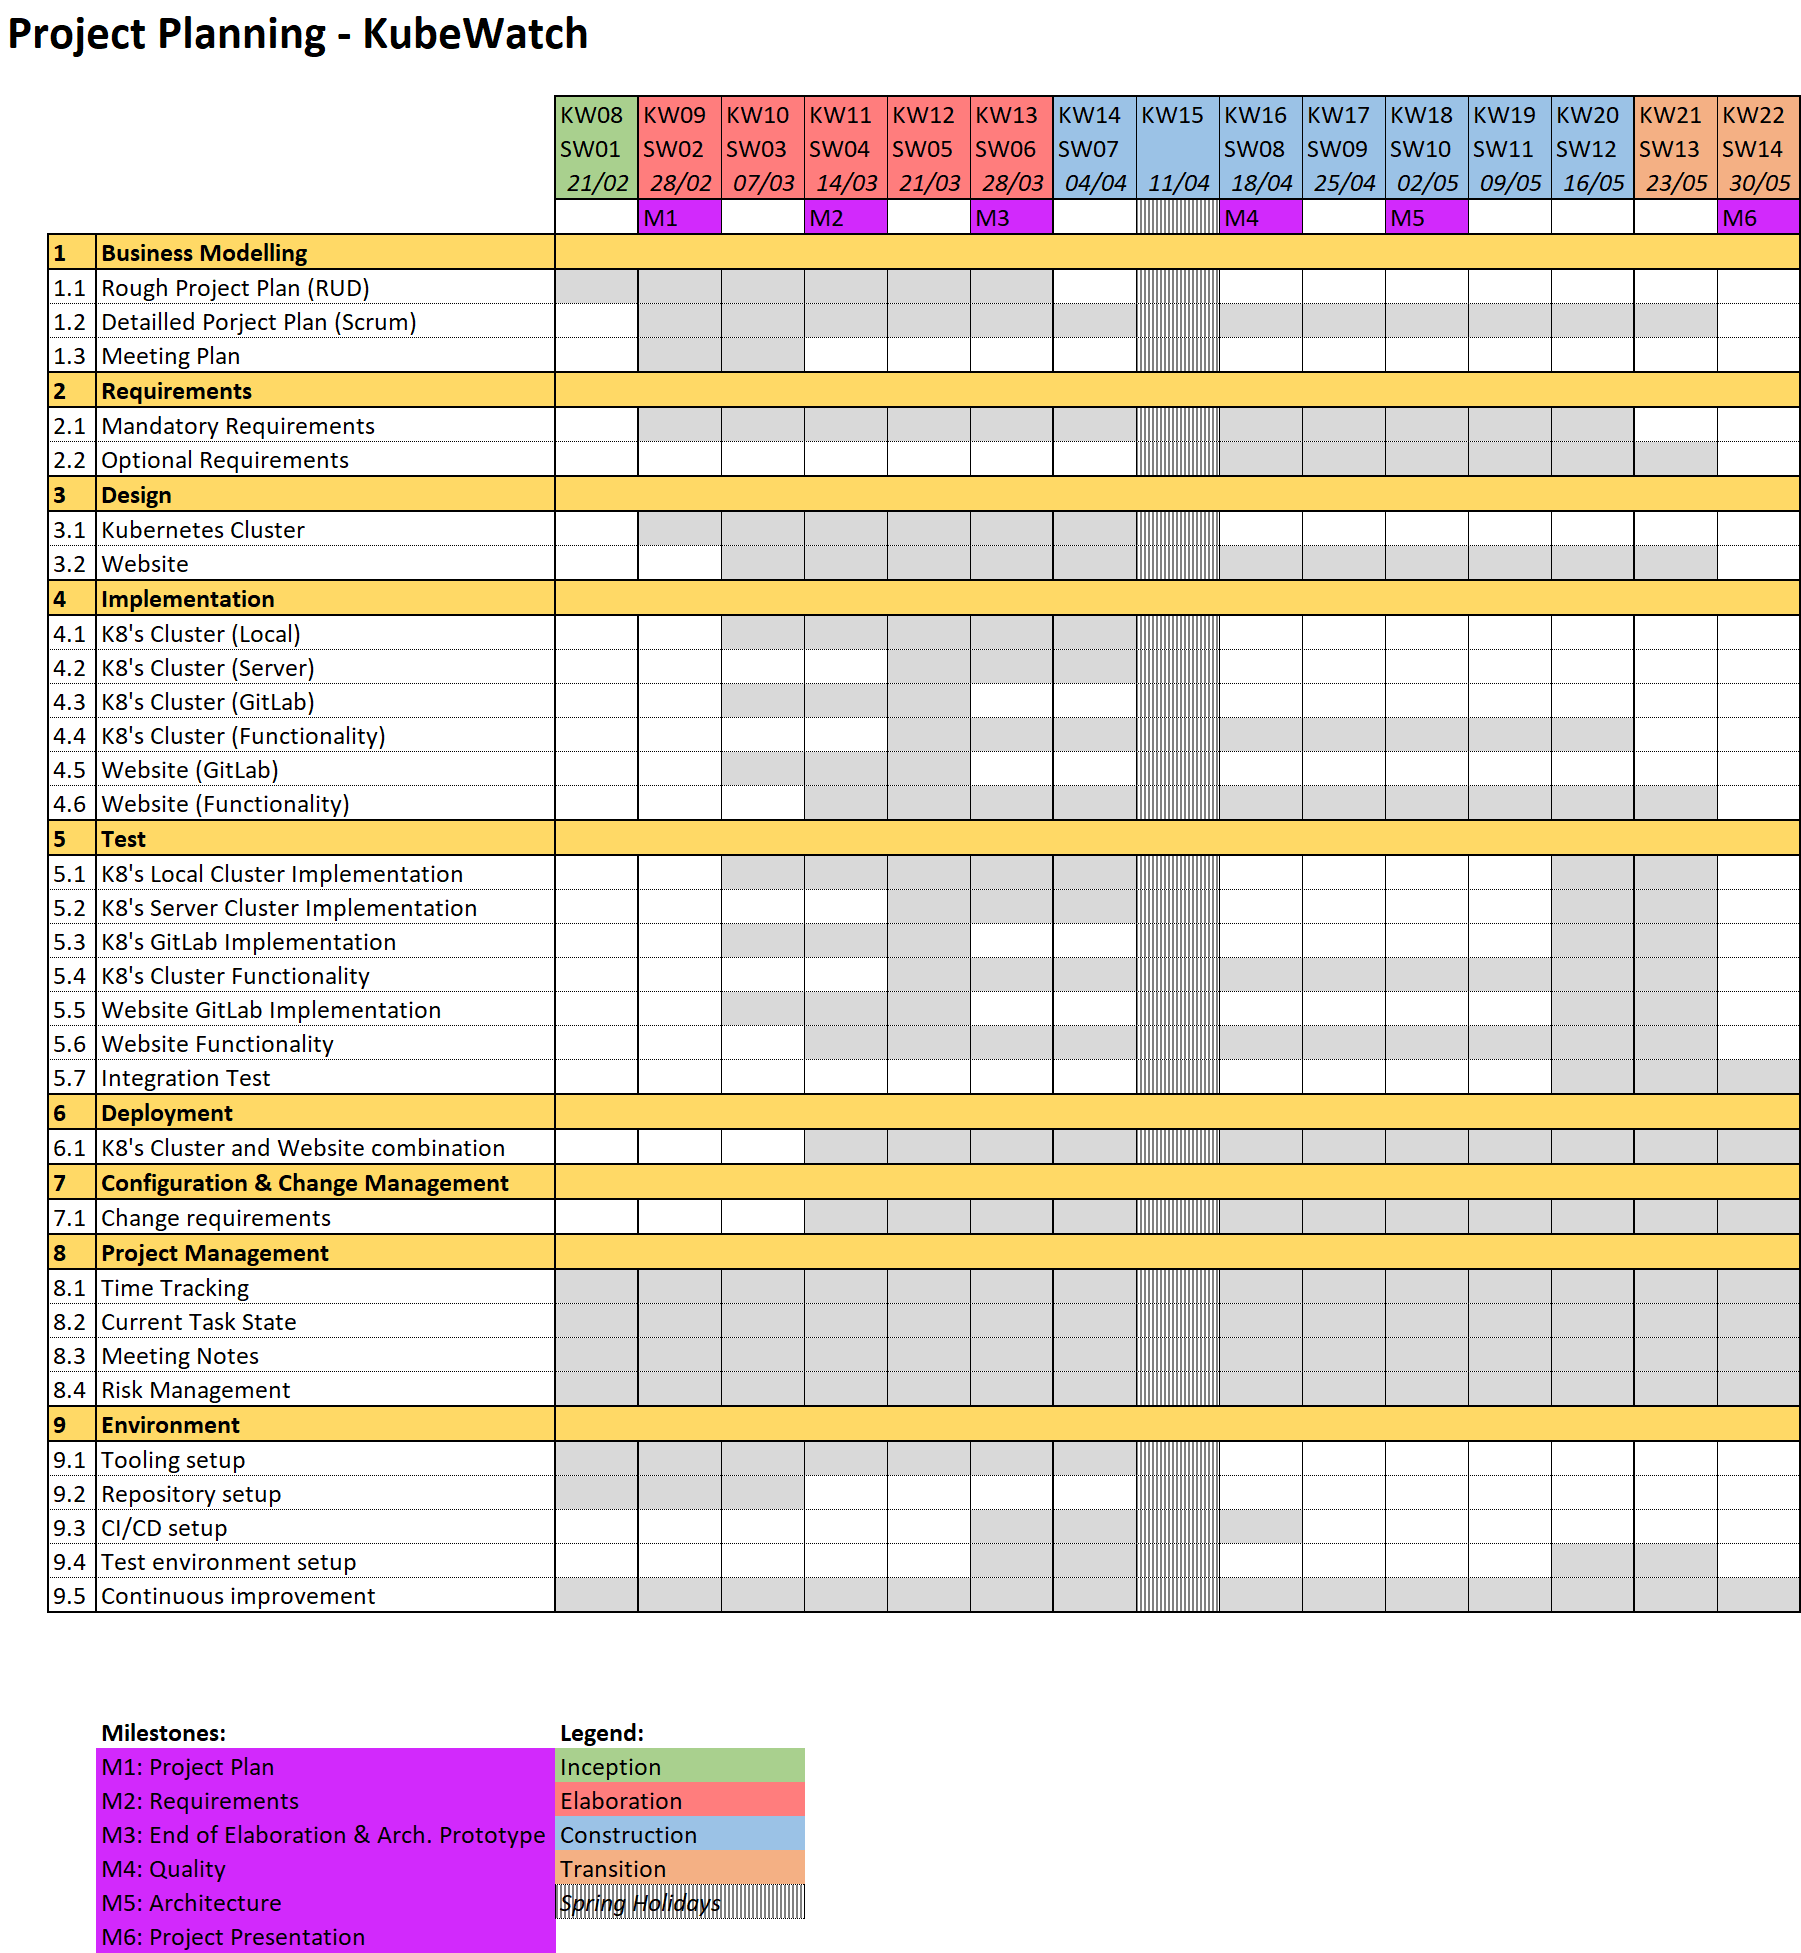 Project Planning - KubeWatch
KW08 KW09 KW10 KW11 KW12 KW13 KW14 KW15 KW16 KW17 KW18 KW19 KW20 KW21 KW22
SW01 SW02 SW03 SW04 SW05 SW06 SW07 SW08 SW09 SW10 SW11 SW12 SW13 SW14
21/02 28/02 07/03 14/03 21/03 28/03 04/04 11/04 18/04 25/04 02/05 09/05 16/05 23/05 30/05
M1 M2 M3 M4 M5 M6
1 Business Modelling
1.1 Rough Project Plan (RUD)
1.2 Detailled Porject Plan (Scrum)
1.3 Meeting Plan
2 Requirements
2.1 Mandatory Requirements
2.2 Optional Requirements
3 Design
3.1 Kubernetes Cluster
3.2 Website
4 Implementation
4.1 K8's Cluster (Local)
4.2 K8's Cluster (Server)
4.3 K8's Cluster (GitLab)
4.4 K8's Cluster (Functionality)
4.5 Website (GitLab)
4.6 Website (Functionality)
5 Test
5.1 K8's Local Cluster Implementation
5.2 K8's Server Cluster Implementation
5.3 K8's GitLab Implementation
5.4 K8's Cluster Functionality
5.5 Website GitLab Implementation
5.6 Website Functionality
5.7 Integration Test
6 Deployment
6.1 K8's Cluster and Website combination
7 Configuration & Change Management
7.1 Change requirements
8 Project Management
8.1 Time Tracking
8.2 Current Task State
8.3 Meeting Notes
8.4 Risk Management
9 Environment
9.1 Tooling setup
9.2 Repository setup
9.3 CI/CD setup
9.4 Test environment setup
9.5 Continuous improvement
Milestones:
M1: Project Plan
M2: Requirements
M3: End of Elaboration & Arch. Prototype
M4: Quality
M5: Architecture
M6: Project Presentation
Legend:
Inception
Elaboration
Construction
Transition
Spring Holidays